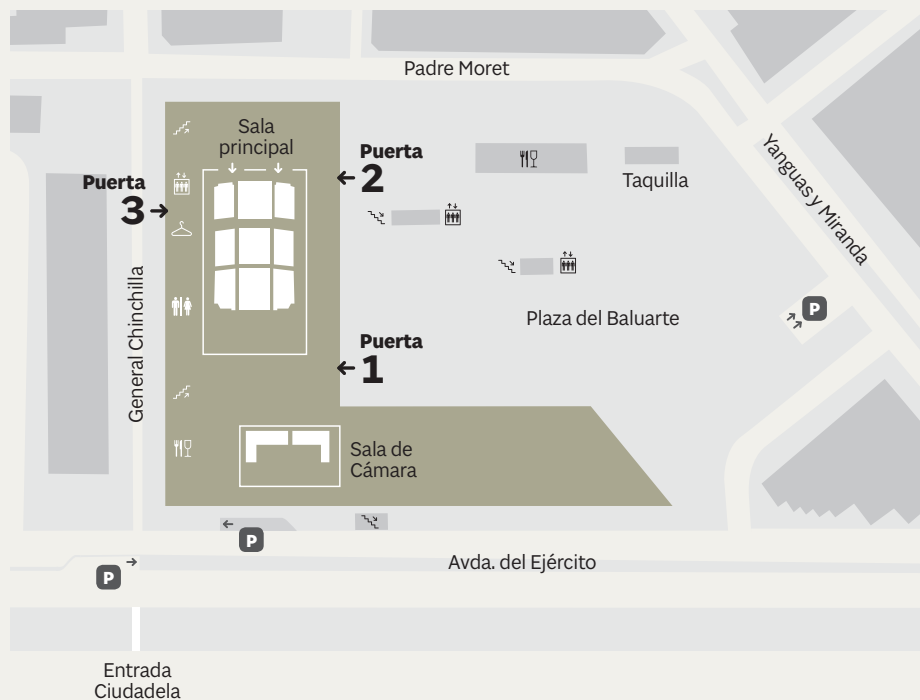 Padre Moret
Sala
principal
Puerta
2
Puerta
3
Taquilla
Yanguas y Miranda
General Chinchilla
Plaza del Baluarte
P
Puerta
1
Sala de
Cámara
P
Avda. del Ejército
P
Entrada
Ciudadela